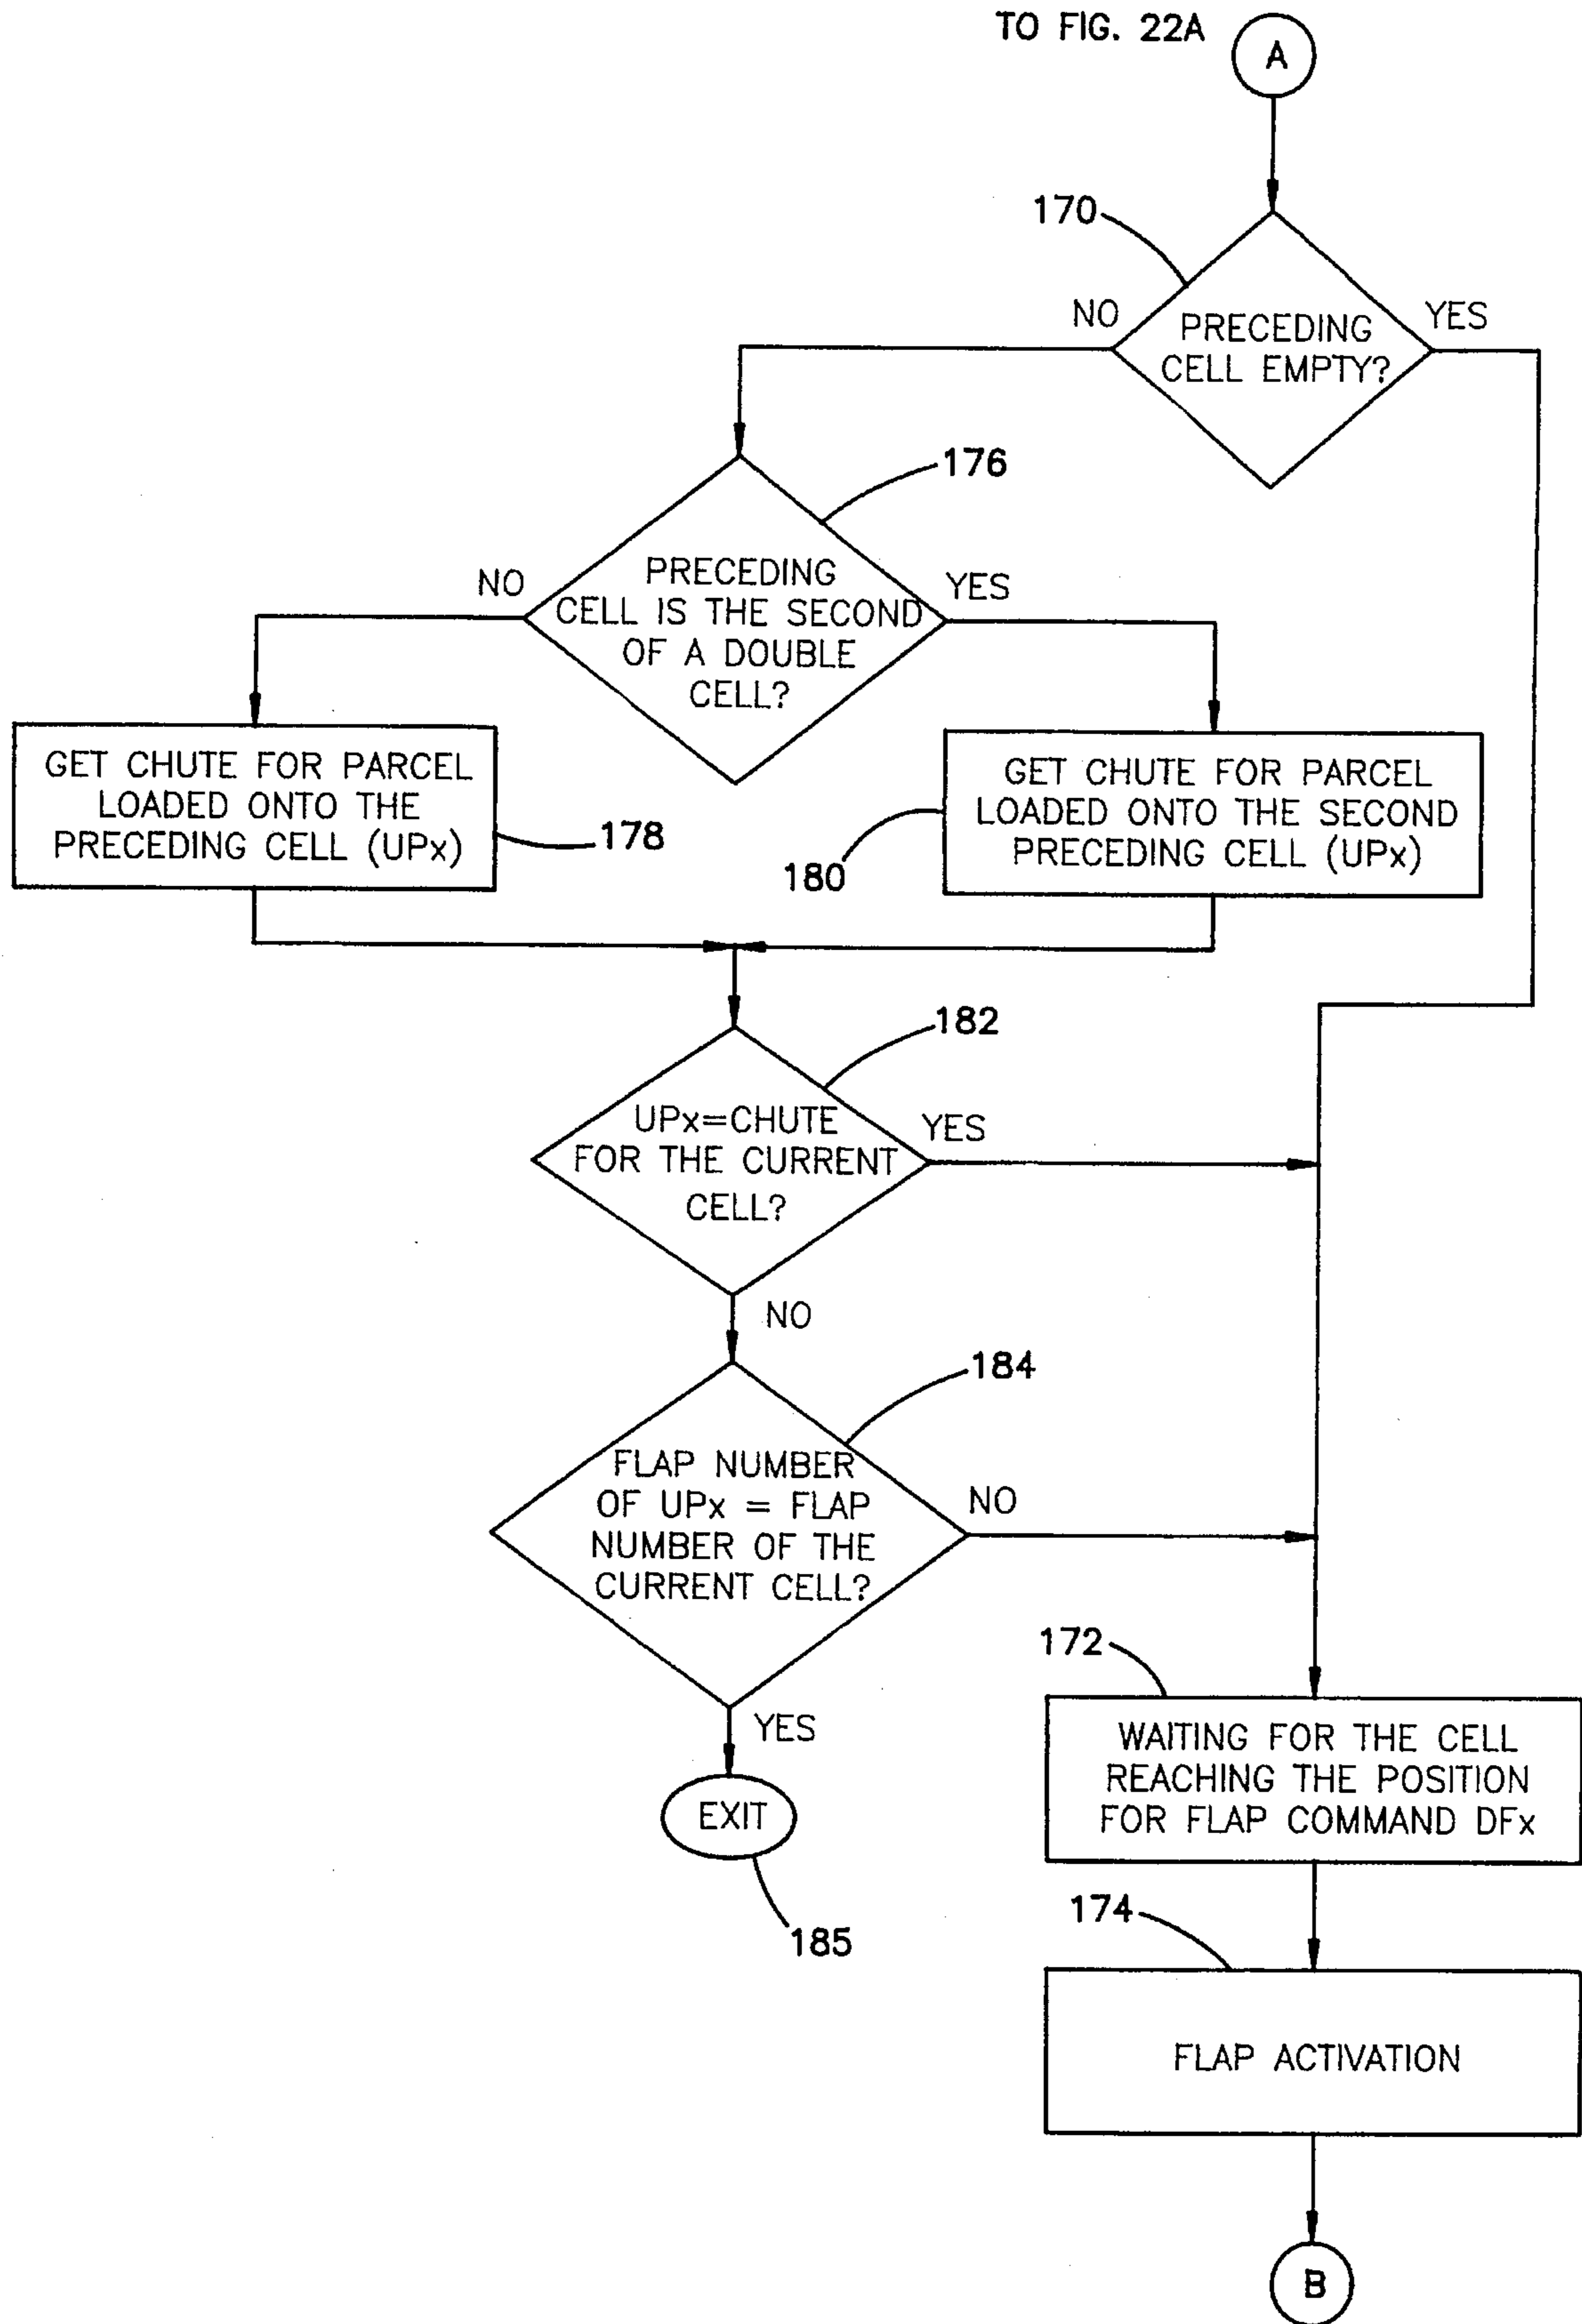 TO FIG. 22A
A
170
NO
YES
PRECEDING
CELL EMPTY?
176
NO
YES
PRECEDING
CELL IS THE SECOND
OF A DOUBLE
CELL?
GET CHUTE FOR PARCEL
LOADED ONTO THE
PRECEDING CELL (UPx)
178
GET CHUTE FOR PARCEL
LOADED ONTO THE SECOND
PRECEDING CELL (UPx)
180
182
UPx=CHUTE
FOR THE CURRENT
CELL?
YES
NO
184
FLAP NUMBER
OF UPx = FLAP
NUMBER OF THE
CURRENT CELL?
NO
YES
EXIT
185
172
WAITING FOR THE CELL
REACHING THE POSITION
FOR FLAP COMMAND DFx
174
FLAP ACTIVATION
B